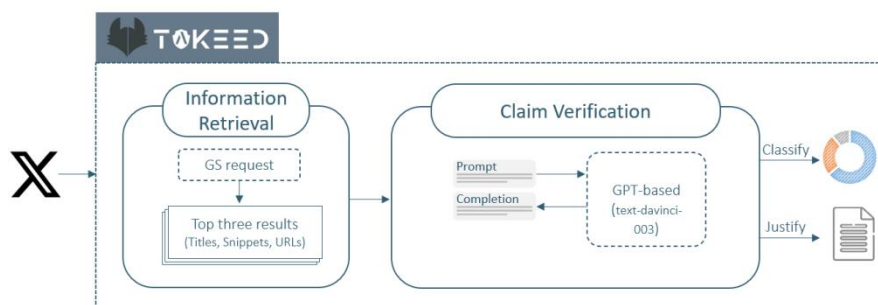 TOKEED
Information
Retrieval
GS request
Top three results
(Titles, Snippets, URLs)
Claim Verification
Prompt
Completion
GPT-based
(text-davinci-
003)
Classify
Justify
X